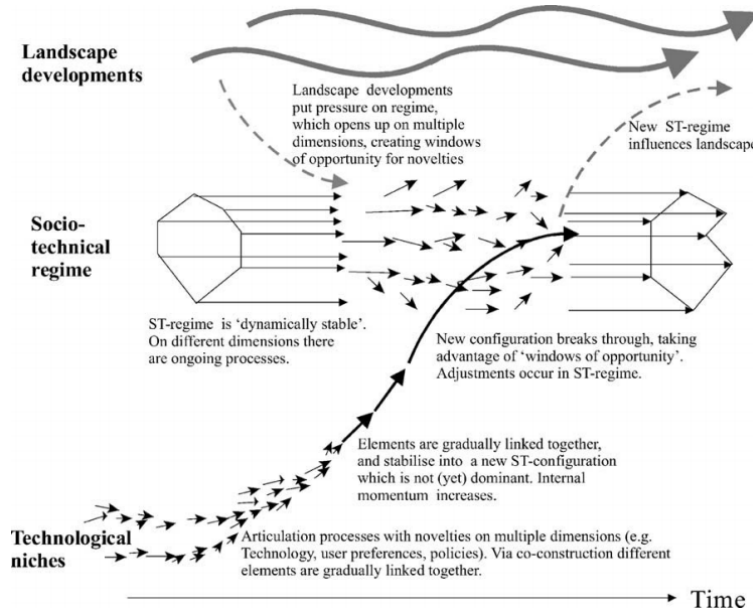 Landscape
developments
Landscape developments
put pressure on regime,
which opens up on multiple
dimensions, creating windows
of opportunity for novelties
New ST-regime
influences landscape
Socio-
technical
regime
ST-regime is ‘dynamically stable’.
On different dimensions there
are ongoing processes.
New configuration breaks through, taking
advantage of ‘windows of opportunity’.
Adjustments occur in ST-regime.
Elements are gradually linked together,
and stabilise into a new ST-configuration
which is not (yet) dominant. Internal
momentum increases.
Technological
niches
Articulation processes with novelties on multiple dimensions (e.g.
Technology, user preferences, policies). Via co-construction different
elements are gradually linked together.
Time